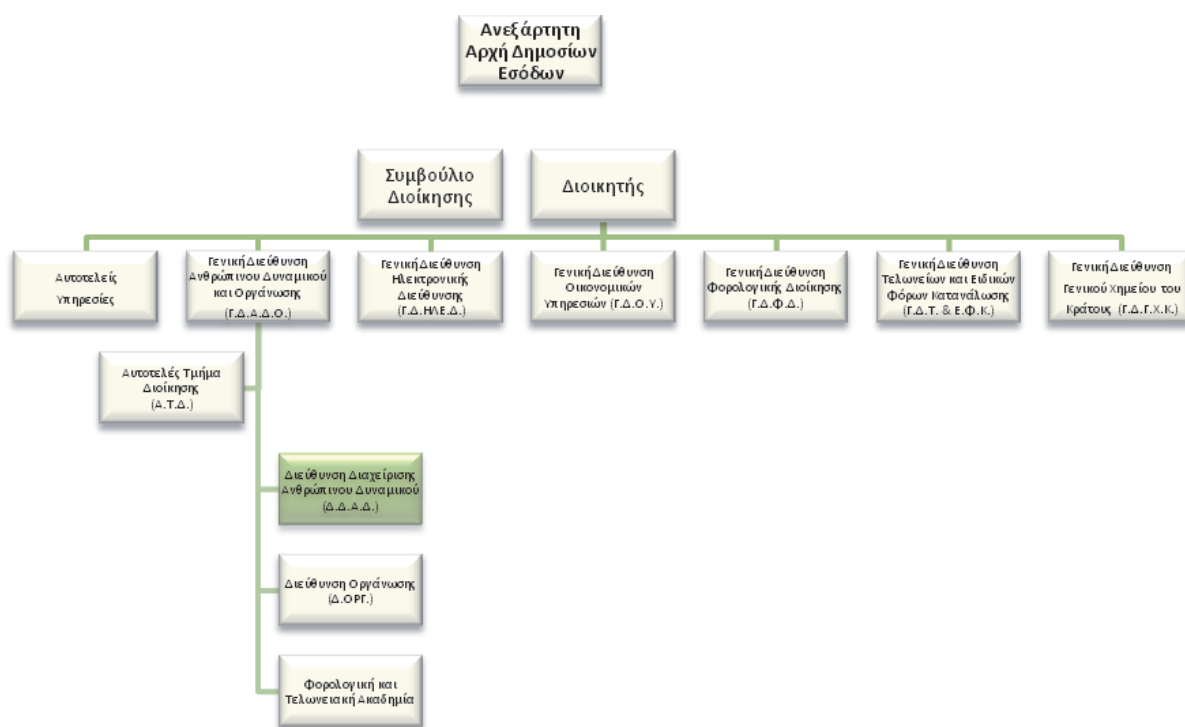 Ανεξάρτητη
Αρχή Δημοσίων
Εσόδων
Συμβούλιο
Διοίκησης
Διοικητής
Αυτοτελείς
Υπηρεσίες
Γενική Διεύθυνση
Ανθρώπινου Δυναμικού
και Οργάνωσης
(Γ.Δ.Α.Δ.Ο.)
Γενική Διεύθυνση
Ηλεκτρονικής
Διεύθυνσης
(Γ.Δ.ΗΛΕ.Δ.)
Γενική Διεύθυνση
Οικονομικών
Υπηρεσιών (Γ.Δ.Ο.Υ.)
Γενική Διεύθυνση
Φορολογικής Διοίκησης
(Γ.Δ.Φ.Δ.)
Γενική Διεύθυνση
Τελωνείων και Ειδικών
Φόρων Κατανάλωσης
(Γ.Δ.Τ. & Ε.Φ.Κ.)
Γενική Διεύθυνση
Γενικού Χημείου του
Κράτους (Γ.Δ.Γ.Χ.Κ.)
Αυτοτελές Τμήμα
Διοίκησης
(Α.Τ.Δ.)
Διεύθυνση Διαχείρισης
Ανθρώπινου Δυναμικού
(Δ.Δ.Α.Δ.)
Διεύθυνση Οργάνωσης
(Δ.ΟΡΓ.)
Φορολογική και
Τελωνειακή Ακαδημία